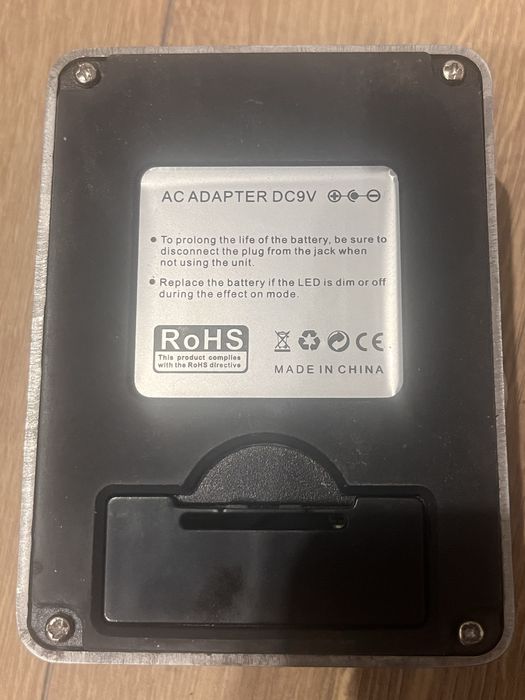 AC ADAPTER DC9V
• To prolong the life of the battery, be sure to
disconnect the plug from the jack when
not using the unit.
• Replace the battery if the LED is dim or off
during the effect on mode.
RoHS
This product complies
with the RoHS directive
CE
MADE IN CHINA